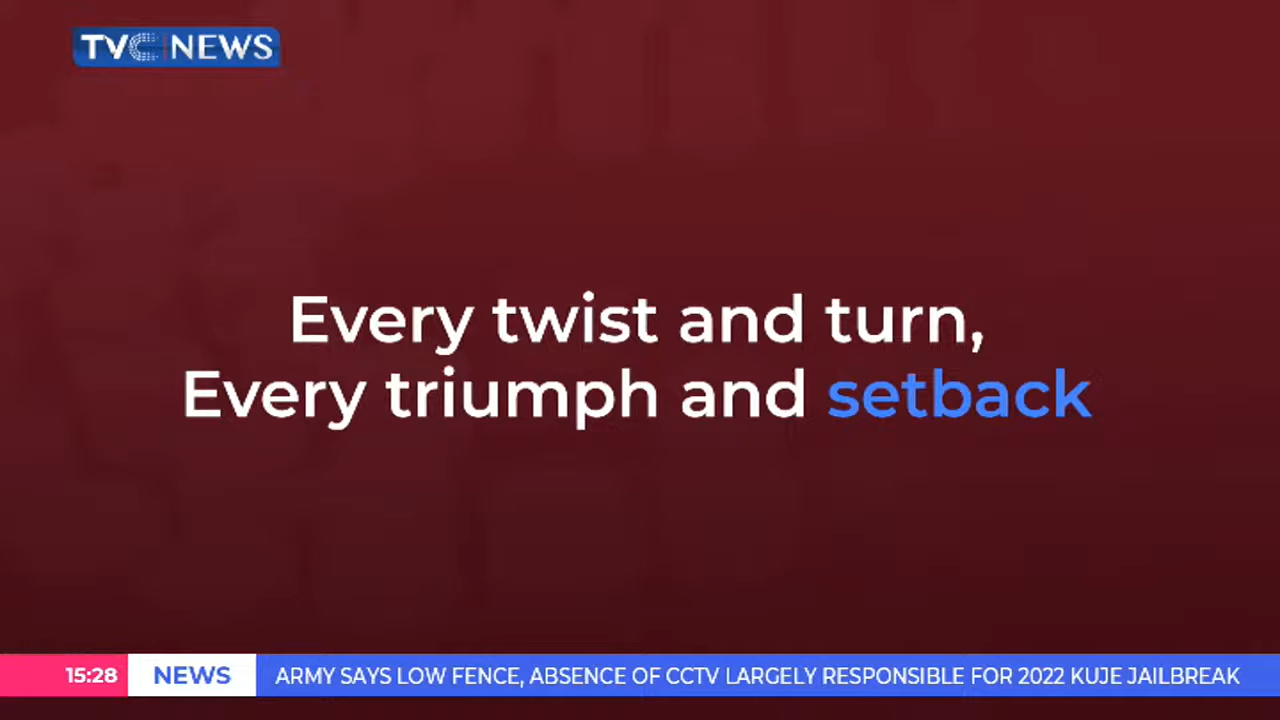 TVC NEWS
Every twist and turn,
Every triumph and setback
15:28 NEWS ARMY SAYS LOW FENCE, ABSENCE OF CCTV LARGELY RESPONSIBLE FOR 2022 KUJE JAILBREAK